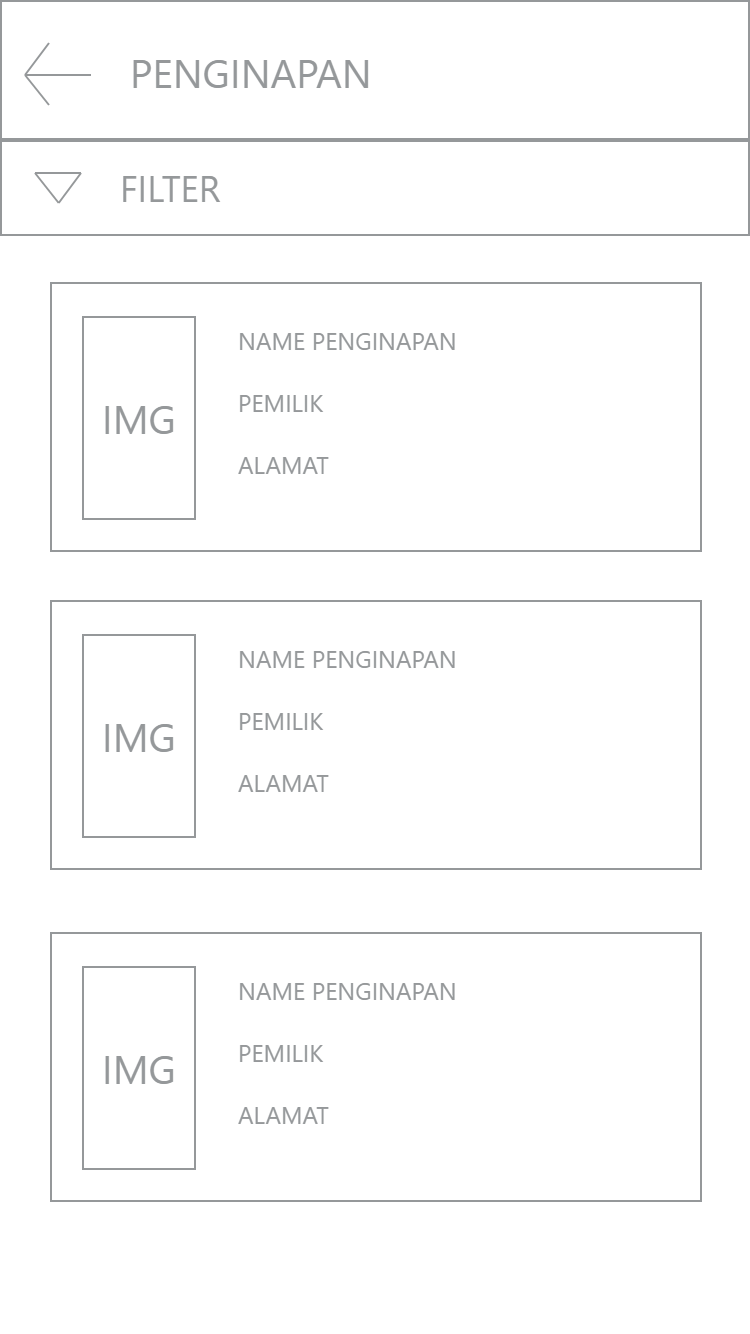 PENGINAPAN
FILTER
IMG
NAME PENGINAPAN
PEMILIK
ALAMAT
IMG
NAME PENGINAPAN
PEMILIK
ALAMAT
IMG
NAME PENGINAPAN
PEMILIK
ALAMAT